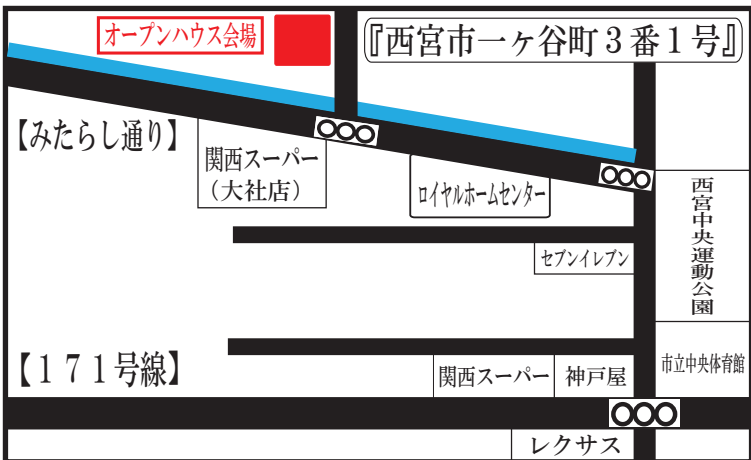 オープンハウス会場
『西宮市一ヶ谷町３番１号』
【みたらし通り】
関西スーパー
（大社店）
ロイヤルホームセンター
西宮中央運動公園
セブンイレブン
【１７１号線】
関西スーパー
神戸屋
市立中央体育館
レクサス